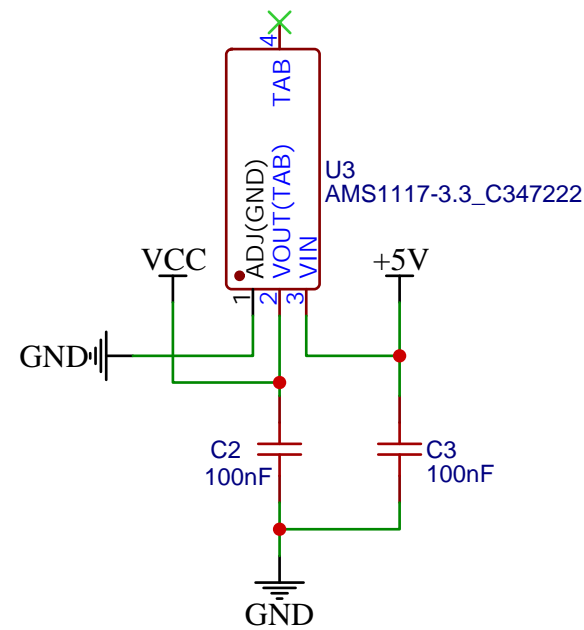 4
TAB
U3
AMS1117-3.3_C347222
ADJ(GND)
VOUT(TAB)
VIN
VCC
+5V
1
2
3
GND
C2
100nF
C3
100nF
GND